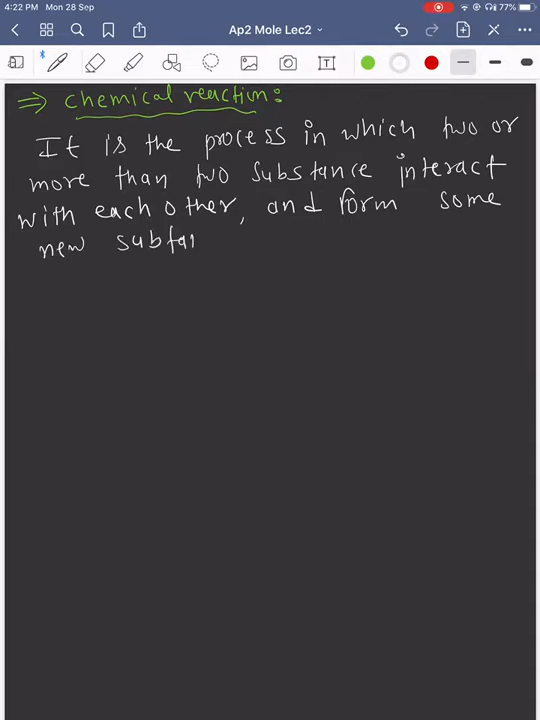 4:22 PM Mon 28 Sep 77%
Ap2 Mole Lec2
T
⇒ chemical reaction:
It is the process in which two or
more than two substance interact
with each other, and form some
new substan